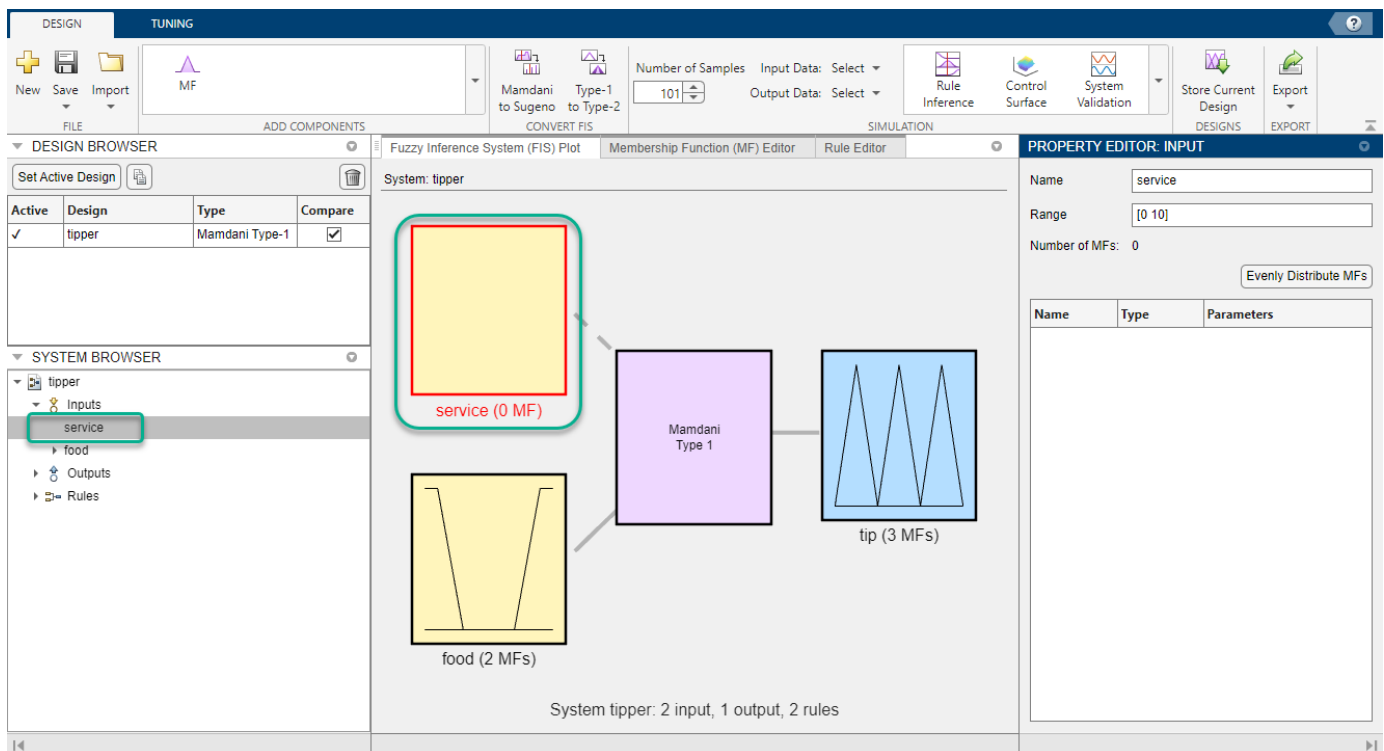 DESIGN TUNING
?
New Save Import
MF
Mamdani to Sugeno
Type-1 to Type-2
Number of Samples 101
Input Data: Select
Output Data: Select
Rule Inference
Control Surface
System Validation
Store Current Design
Export
FILE ADD COMPONENTS CONVERT FIS SIMULATION DESIGNS EXPORT
DESIGN BROWSER
Set Active Design
Active Design Type Compare
✓ tipper Mamdani Type-1 ✓
SYSTEM BROWSER
tipper
Inputs
service
food
Outputs
Rules
Fuzzy Inference System (FIS) Plot Membership Function (MF) Editor Rule Editor
System: tipper
service (0 MF)
Mamdani
Type 1
tip (3 MFs)
food (2 MFs)
System tipper: 2 input, 1 output, 2 rules
PROPERTY EDITOR: INPUT
Name service
Range [0 10]
Number of MFs: 0
Evenly Distribute MFs
Name Type Parameters